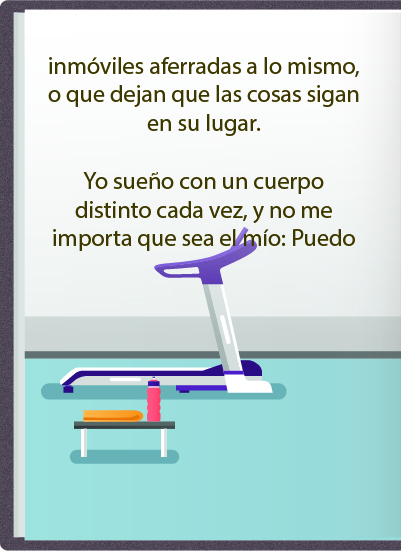 inmóviles aferradas a lo mismo,
o que dejan que las cosas sigan
en su lugar.
Yo sueño con un cuerpo
distinto cada vez, y no me
importa que sea el mío: Puedo